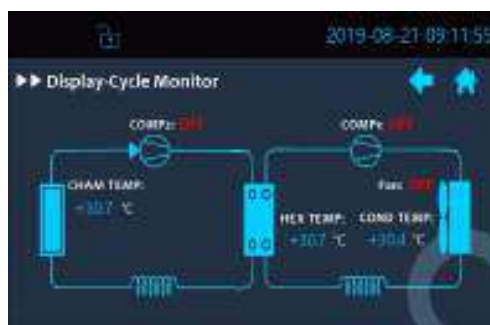 2019-08-21 09:11:55
▶▶ Display-Cycle Monitor
COMP2: OFF
COMP1: OFF
CHAM TEMP:
+30.7 ℃
Fan: OFF
HEX TEMP: COND TEMP:
+30.7 ℃ +30.4 ℃